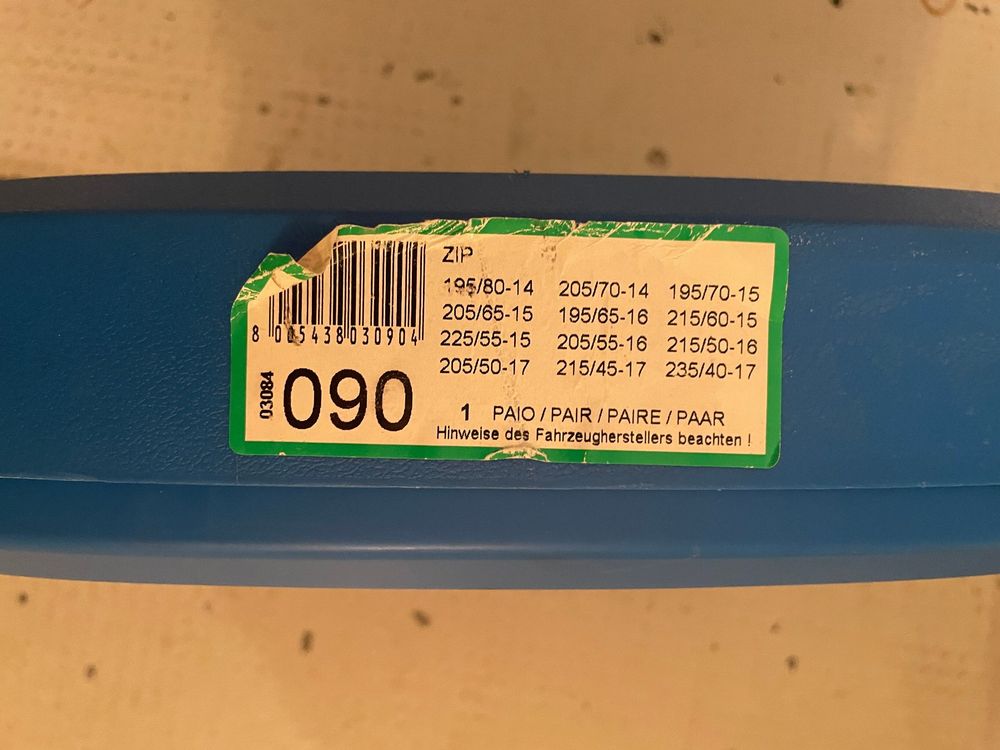 ZIP
195/80-14 205/70-14 195/70-15
205/65-15 195/65-16 215/60-15
225/55-15 205/55-16 215/50-16
205/50-17 215/45-17 235/40-17
8 005438 030904
03084
090
1 PAIO / PAIR / PAIRE / PAAR
Hinweise des Fahrzeugherstellers beachten !